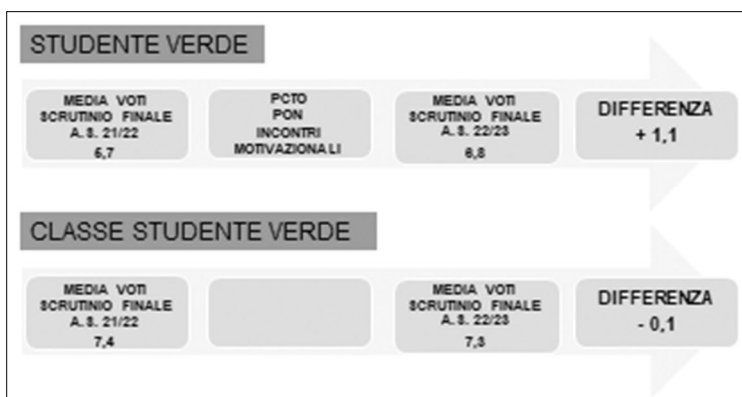 STUDENTE VERDE
MEDIA VOTI
SCRUTINIO FINALE
A. S. 21/22
5,7
PCTO
PON
INCONTRI
MOTIVAZIONALI
MEDIA VOTI
SCRUTINIO FINALE
A. S. 22/23
6,8
DIFFERENZA
+ 1,1
CLASSE STUDENTE VERDE
MEDIA VOTI
SCRUTINIO FINALE
A. S. 21/22
7,4
MEDIA VOTI
SCRUTINIO FINALE
A. S. 22/23
7,3
DIFFERENZA
- 0,1